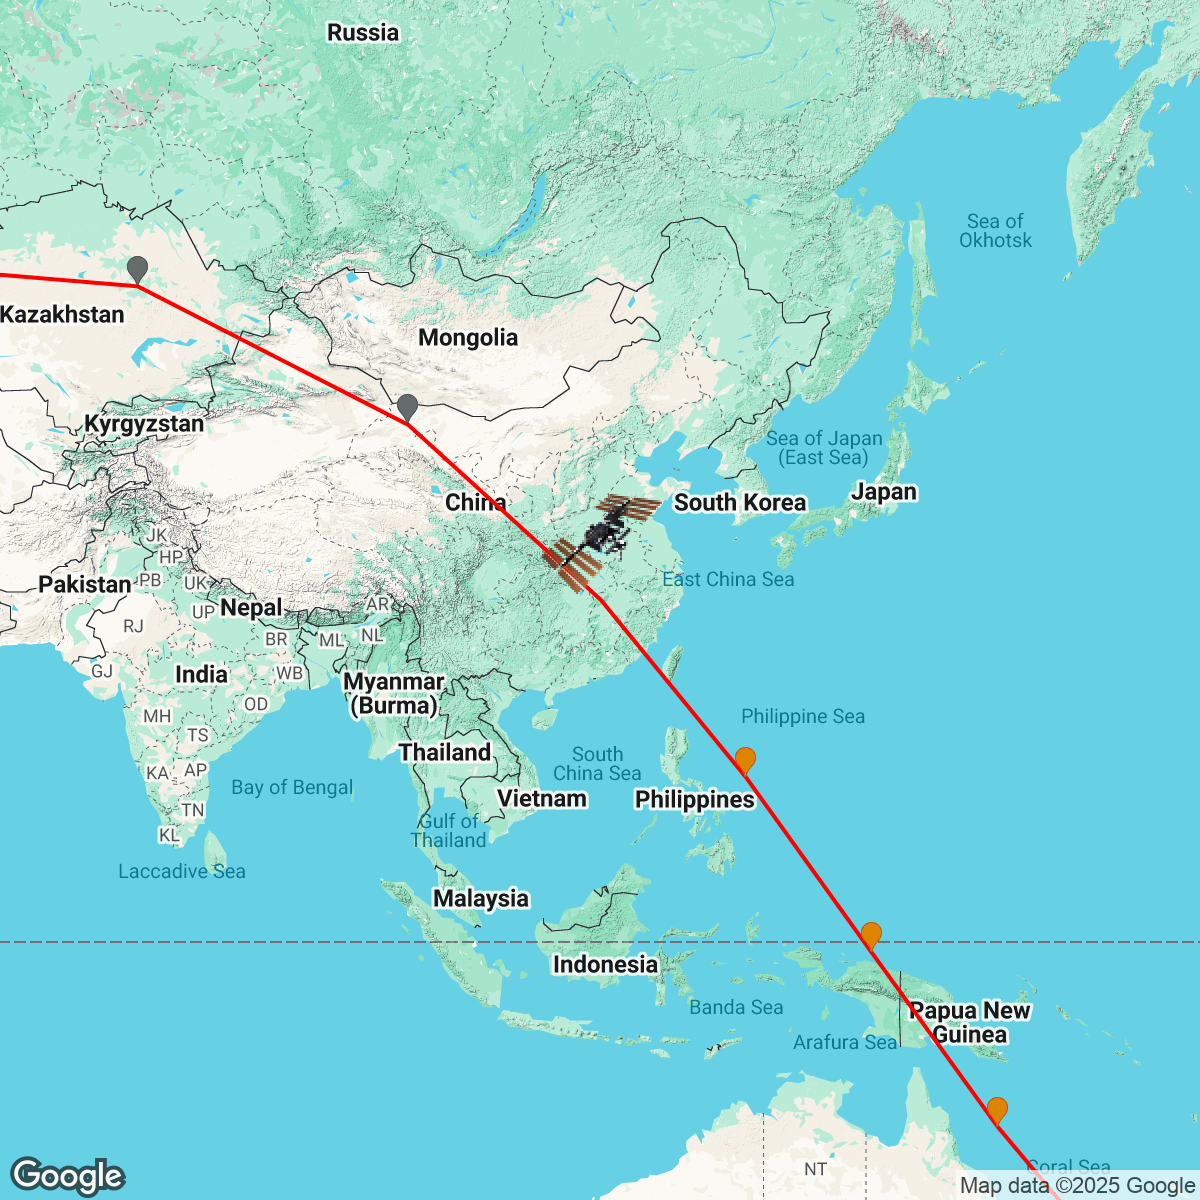 Russia
Sea of
Okhotsk
Kazakhstan
Mongolia
Kyrgyzstan
Sea of Japan
(East Sea)
China
South Korea
Japan
JK
HP
Pakistan
PB
UK
East China Sea
Nepal
AR
UP
RJ
BR
ML
NL
GJ
India
WB
Myanmar
(Burma)
OD
MH
Philippine Sea
TS
Thailand
South
China Sea
KA
AP
Bay of Bengal
Vietnam
Philippines
TN
Gulf of
Thailand
KL
Laccadive Sea
Malaysia
Indonesia
Banda Sea
Papua New
Guinea
Arafura Sea
NT
Coral Sea
Google
Map data ©2025 Google